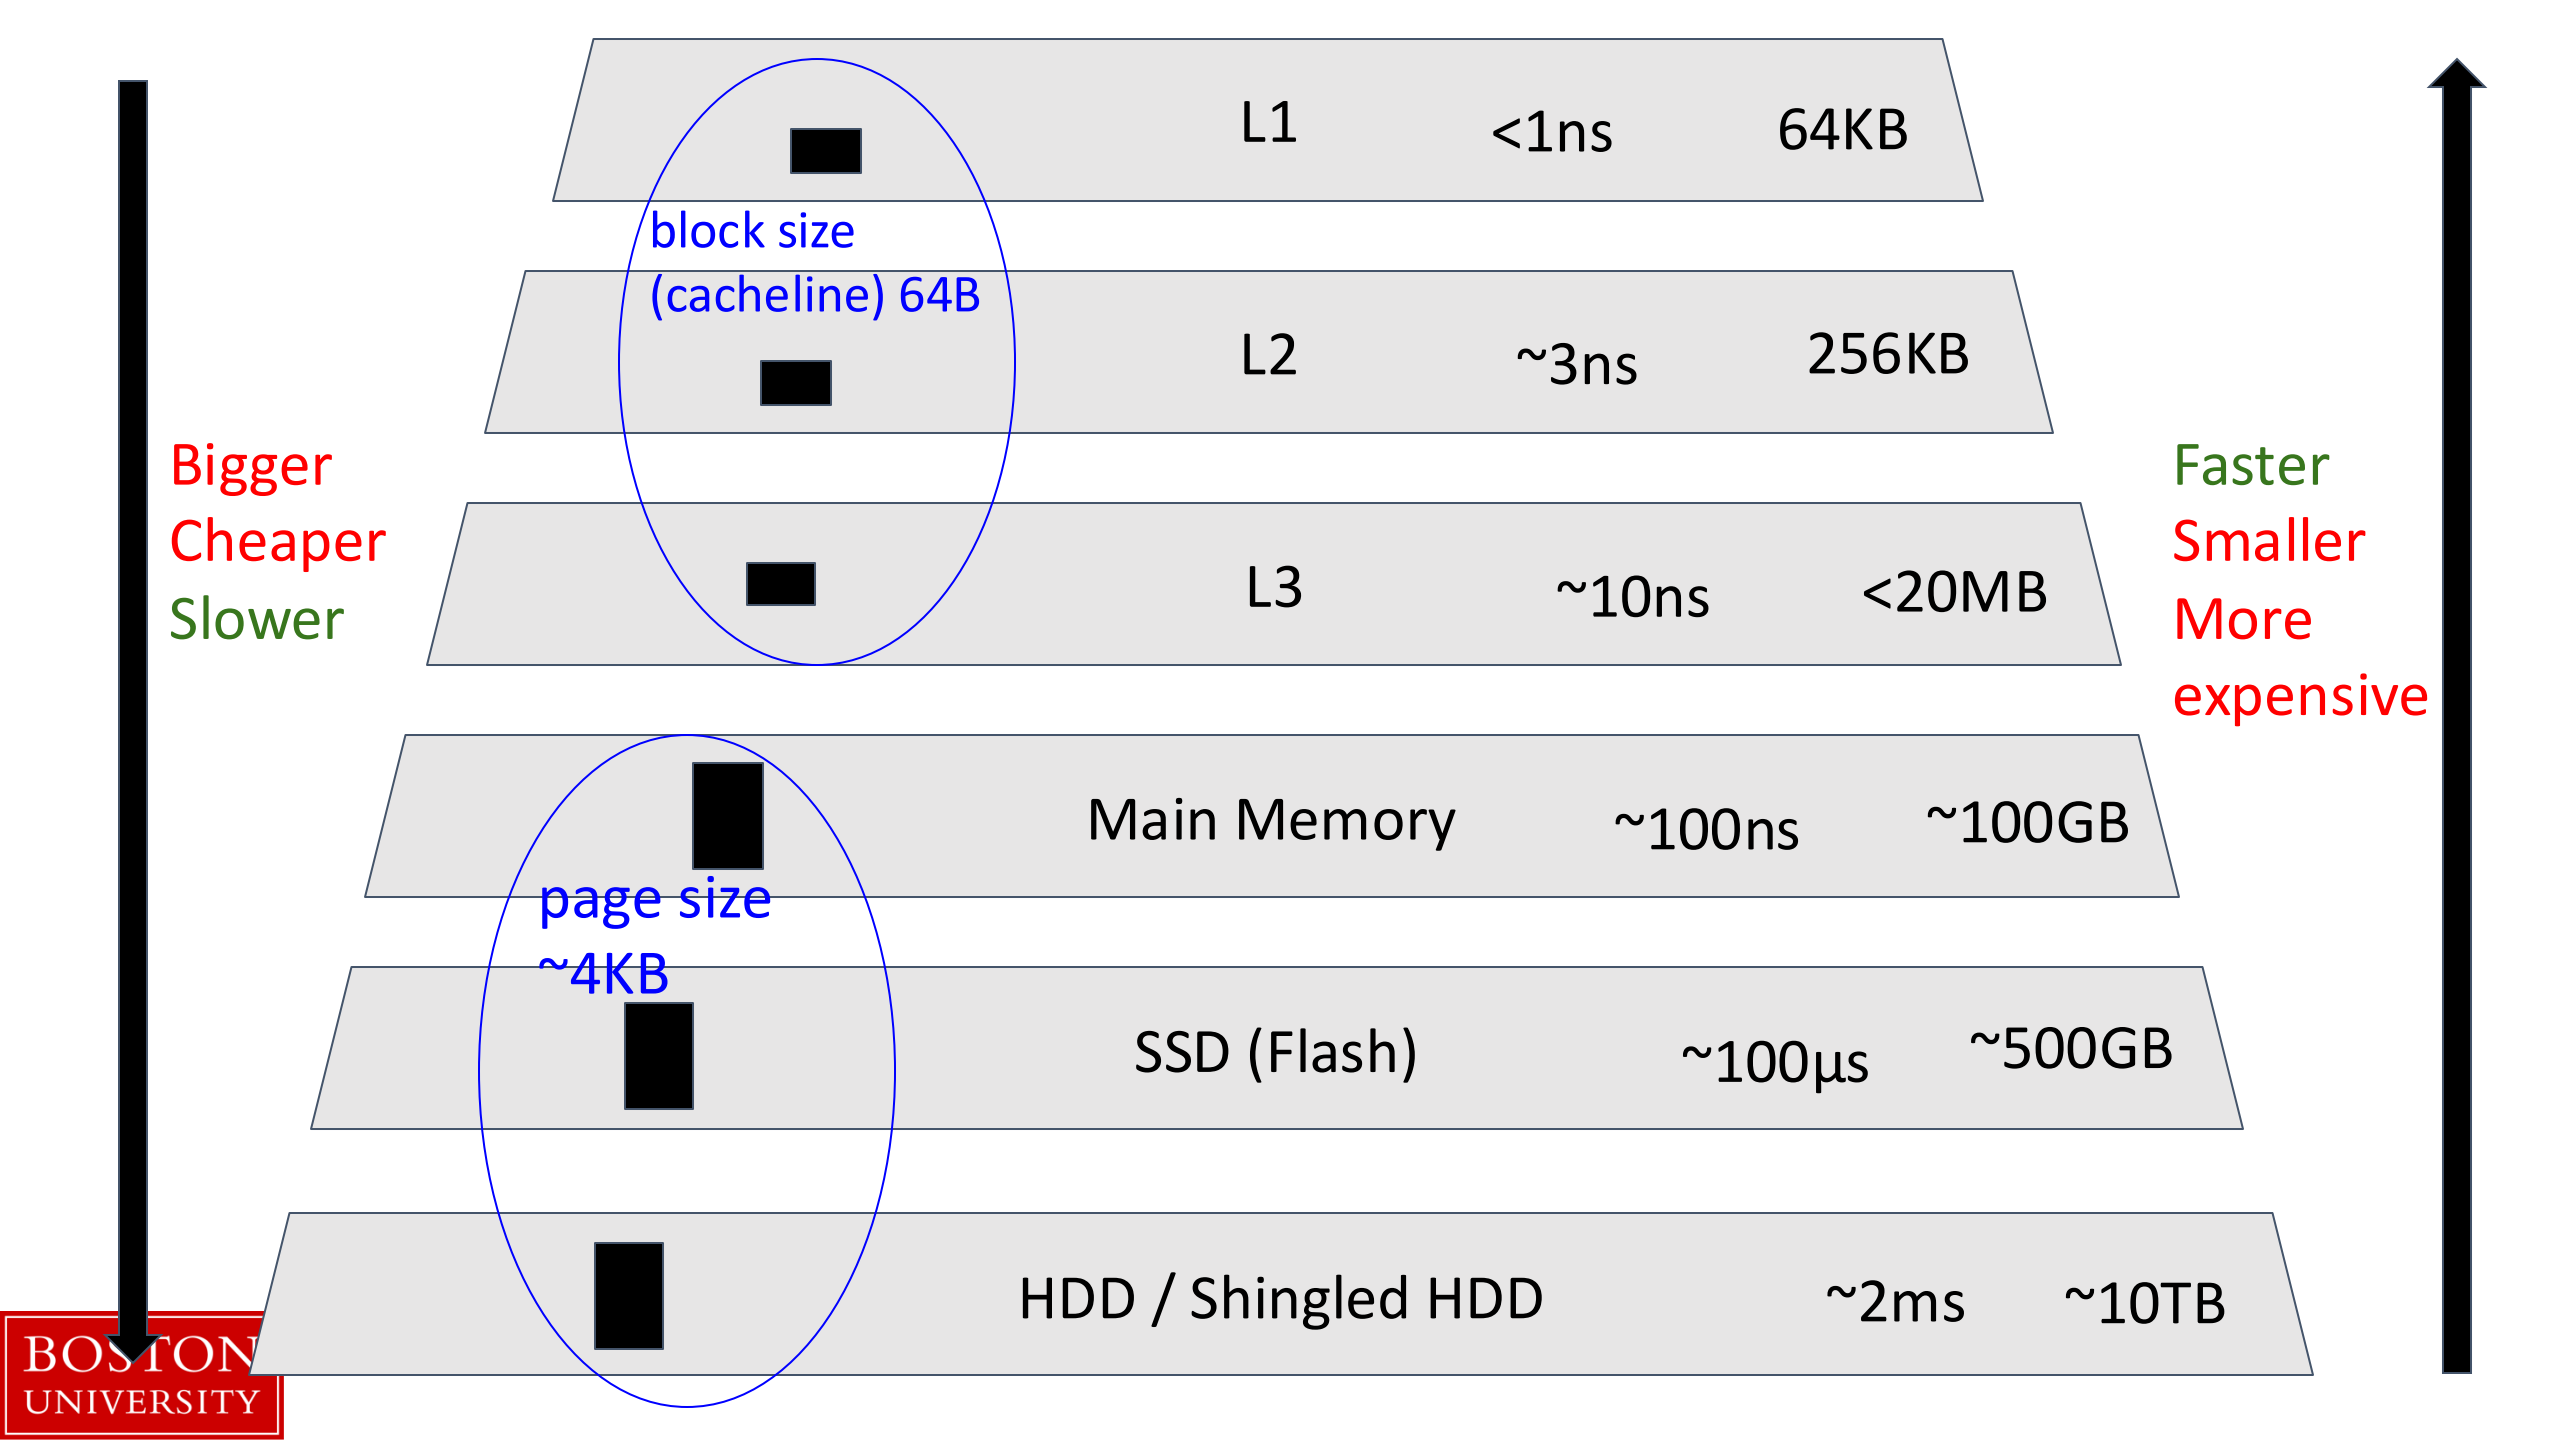 L1 <1ns 64KB
block size
(cacheline) 64B
L2 ~3ns 256KB
Bigger
Cheaper
Slower
Faster
Smaller
More
expensive
L3 ~10ns <20MB
Main Memory ~100ns ~100GB
page size
~4KB
SSD (Flash) ~100µs ~500GB
HDD / Shingled HDD ~2ms ~10TB
BOSTON
UNIVERSITY